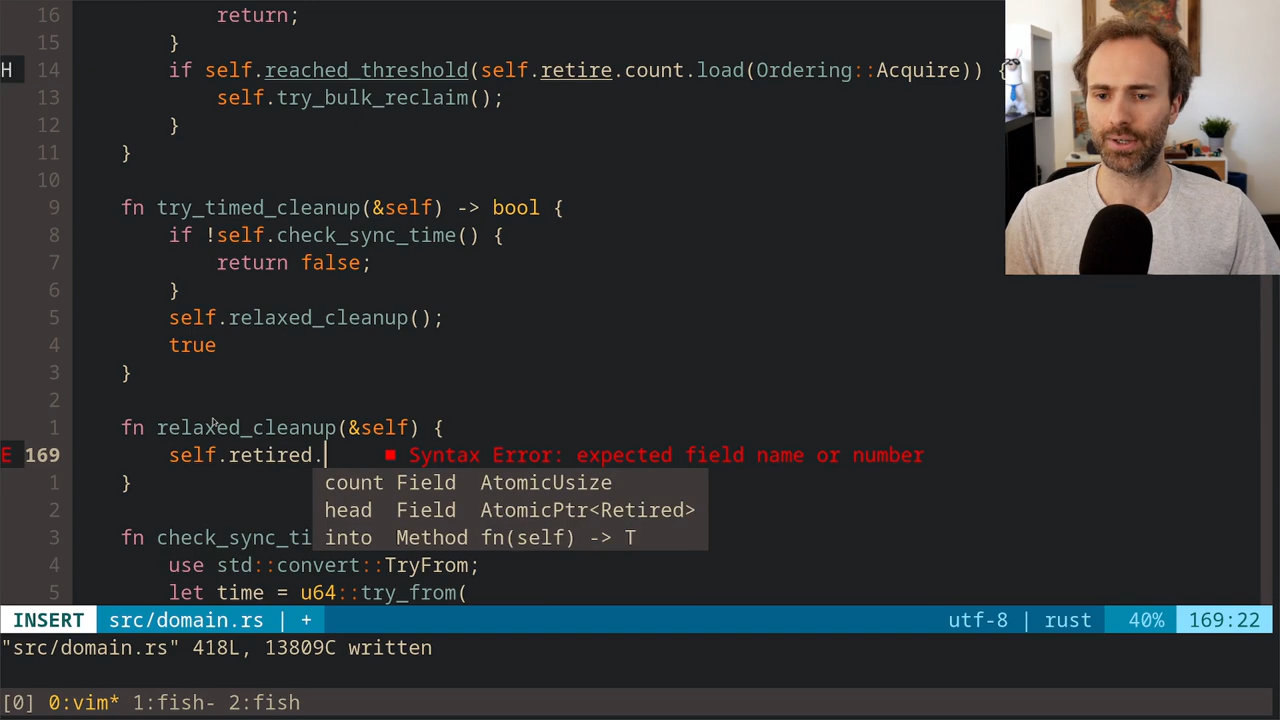 16 return;
15 }
H 14 if self.reached_threshold(self.retire.count.load(Ordering::Acquire)) {
13 self.try_bulk_reclaim();
12 }
11 }
10
9 fn try_timed_cleanup(&self) -> bool {
8 if !self.check_sync_time() {
7 return false;
6 }
5 self.relaxed_cleanup();
4 true
3 }
2
1 fn relaxed_cleanup(&self) {
E 169 self.retired. ■ Syntax Error: expected field name or number
1 } count Field AtomicUsize
2 head Field AtomicPtr<Retired>
3 fn check_sync_ti into Method fn(self) -> T
4 use std::convert::TryFrom;
5 let time = u64::try_from(
INSERT src/domain.rs | + utf-8 | rust 40% 169:22
"src/domain.rs" 418L, 13809C written
[0] 0:vim* 1:fish- 2:fish